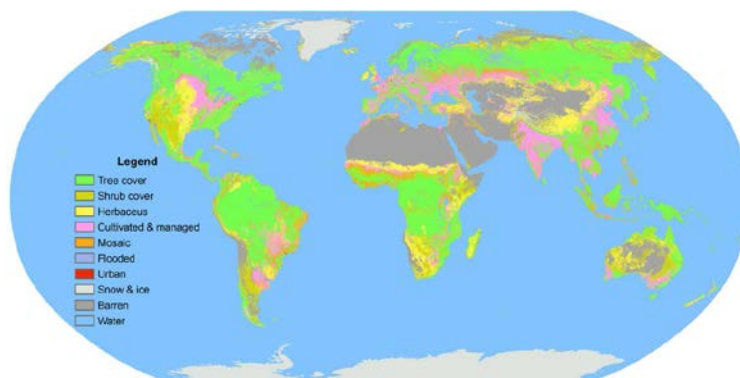 Legend
Tree cover
Shrub cover
Herbaceus
Cultivated & managed
Mosaic
Flooded
Urban
Snow & ice
Barren
Water